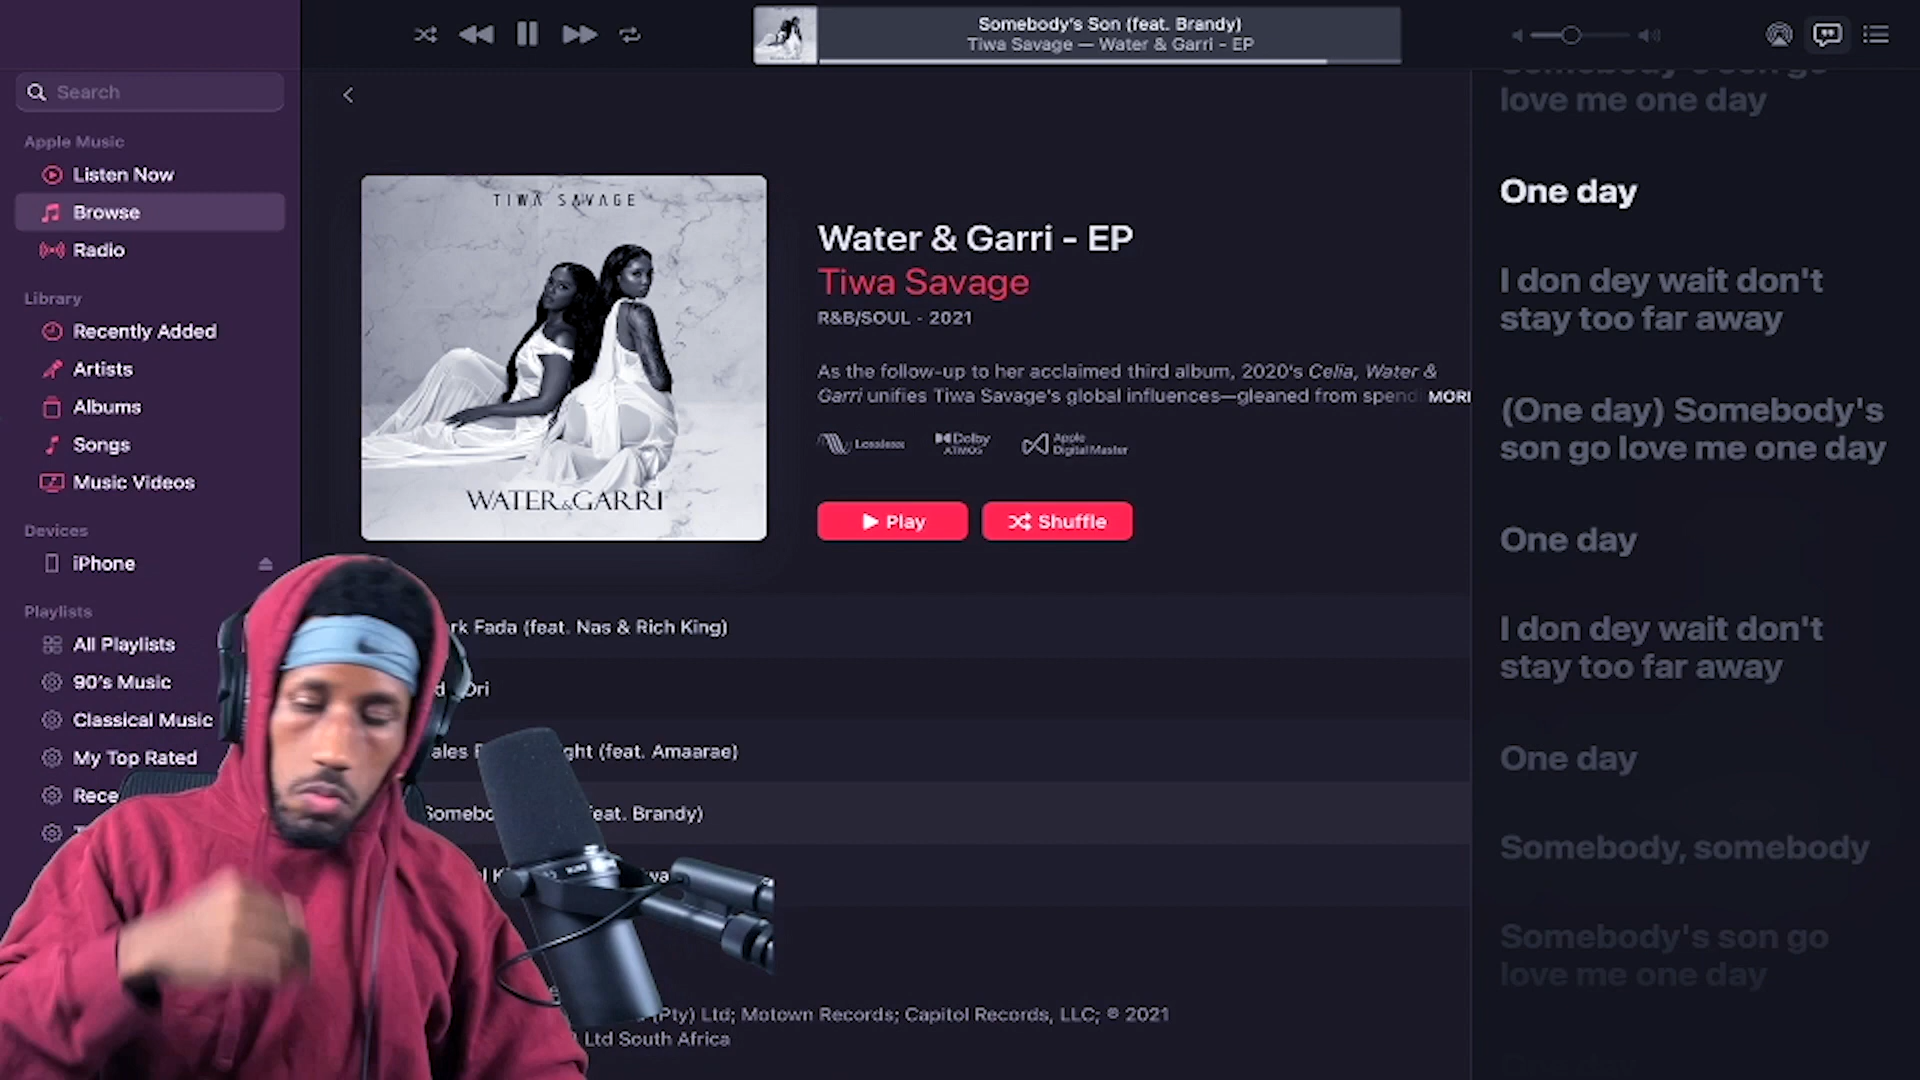 Somebody's Son (feat. Brandy)
Tiwa Savage — Water & Garri - EP
Search
Apple Music
Listen Now
Browse
Radio
Library
Recently Added
Artists
Albums
Songs
Music Videos
Devices
iPhone
Playlists
All Playlists
90's Music
Classical Music
My Top Rated
Rece
TIWA SAVAGE
WATER&GARRI
Water & Garri - EP
Tiwa Savage
R&B/SOUL · 2021
As the follow-up to her acclaimed third album, 2020's Celia, Water &
Garri unifies Tiwa Savage's global influences—gleaned from spend MORE
Lossless
Dolby
ATMOS
Apple
Digital Master
Play
Shuffle
rk Fada (feat. Nas & Rich King)
ales ght (feat. Amaarae)
Somebo eat. Brandy)
(Pty) Ltd; Motown Records; Capitol Records, LLC; ℗ 2021
Ltd South Africa
love me one day
One day
I don dey wait don't
stay too far away
(One day) Somebody's
son go love me one day
One day
I don dey wait don't
stay too far away
One day
Somebody, somebody
Somebody's son go
love me one day
One day